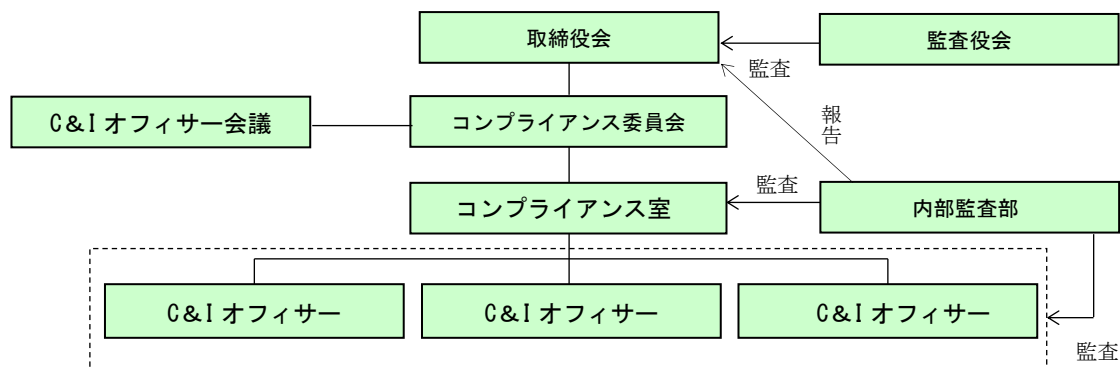 取締役会
監査役会
監査
C&Iオフィサー会議
コンプライアンス委員会
報告
コンプライアンス室
監査
内部監査部
C&Iオフィサー
C&Iオフィサー
C&Iオフィサー
監査